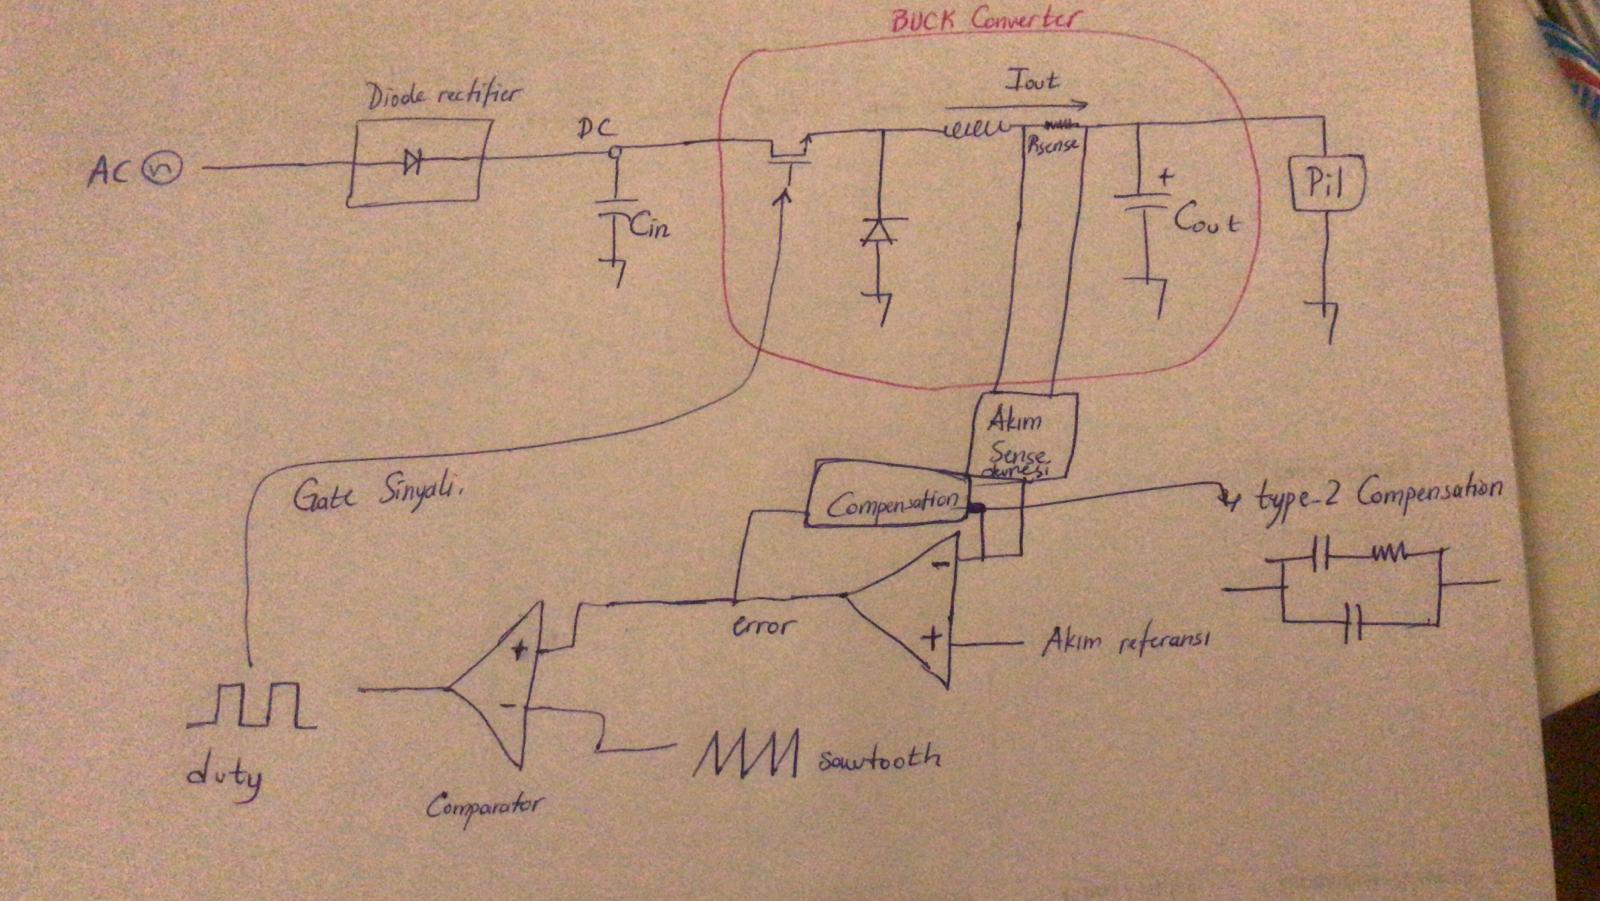 BUCK Converter
Diode rectifier
Iout
DC
AC
Rsense
+
Pil
Cin
Cout
Akım
Sense
devresi
Gate Sinyali.
Compensation
type-2 Compensation
-
error
+
Akım referansı
+
-
duty
sawtooth
Comparator